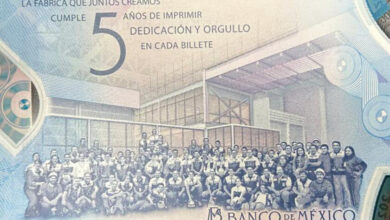 LA FÁBRICA QUE JUNTOS CREAMOS
CUMPLE 5 AÑOS DE IMPRIMIR
DEDICACIÓN Y ORGULLO
EN CADA BILLETE
BANCO DE MÉXICO